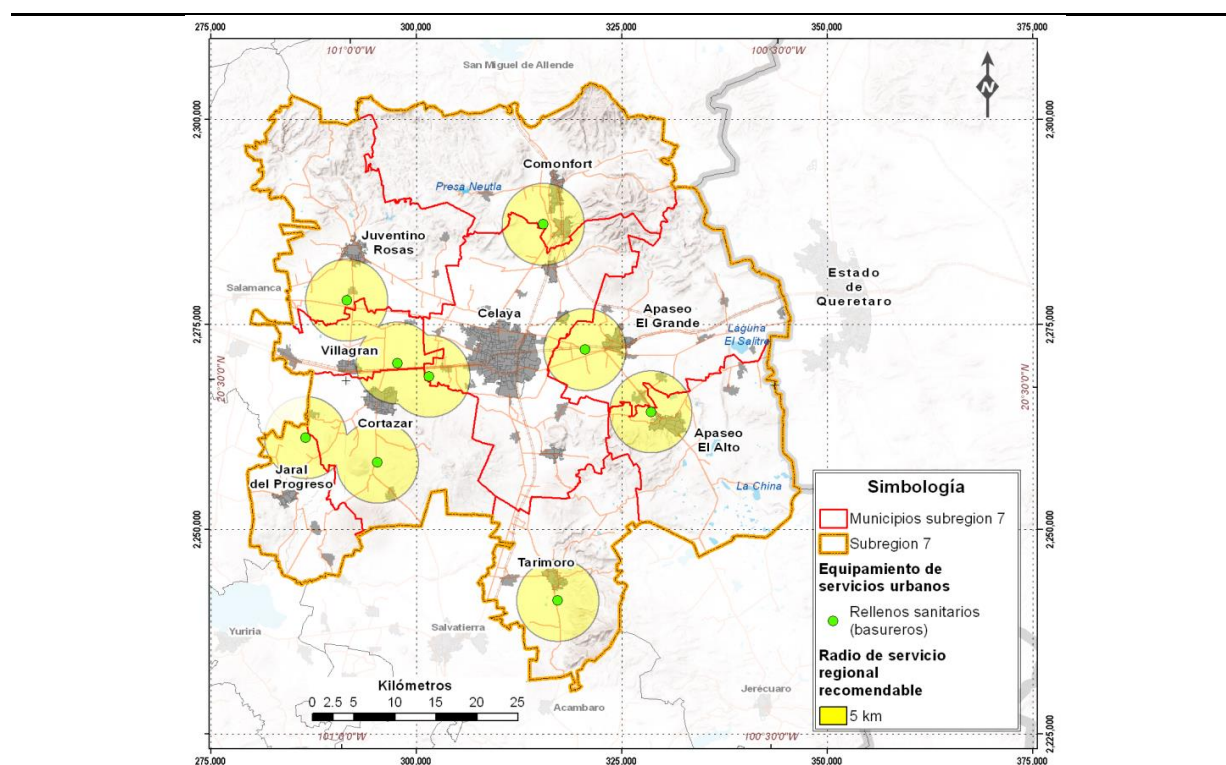 275,000
300,000
325,000
350,000
375,000
101°0'0"W
100°30'0"W
San Miguel de Allende
N
2,300,000
2,300,000
Comonfort
Presa Neutla
Juventino
Rosas
Estado
de
Queretaro
Salamanca
Celaya
Apaseo
El Grande
2,275,000
2,275,000
Laguna
El Salitre
Villagran
20°30'0"N
20°30'0"N
Cortazar
Apaseo
El Alto
Jaral
del Progreso
La China
2,250,000
2,250,000
Tarimoro
Yuriria
Salvatierra
Jerécuaro
Acambaro
Kilómetros
0 2.5 5 10 15 20 25
Simbología
Municipios subregion 7
Subregion 7
Equipamiento de
servicios urbanos
Rellenos sanitarios
(basureros)
Radio de servicio
regional
recomendable
5 km
101°0'0"W
100°30'0"W
2,225,000
275,000
300,000
325,000
350,000
375,000